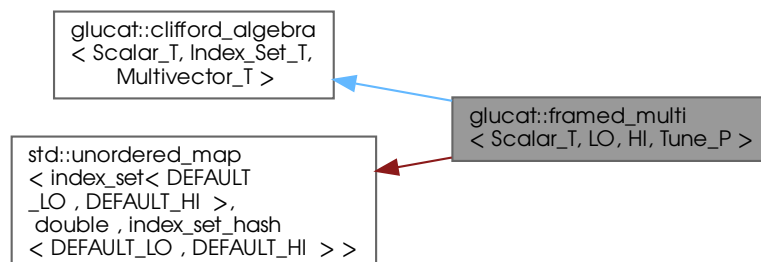 glucat::clifford_algebra
< Scalar_T, Index_Set_T,
Multivector_T >
glucat::framed_multi
< Scalar_T, LO, HI, Tune_P >
std::unordered_map
< index_set< DEFAULT
_LO , DEFAULT_HI >,
double , index_set_hash
< DEFAULT_LO , DEFAULT_HI > >